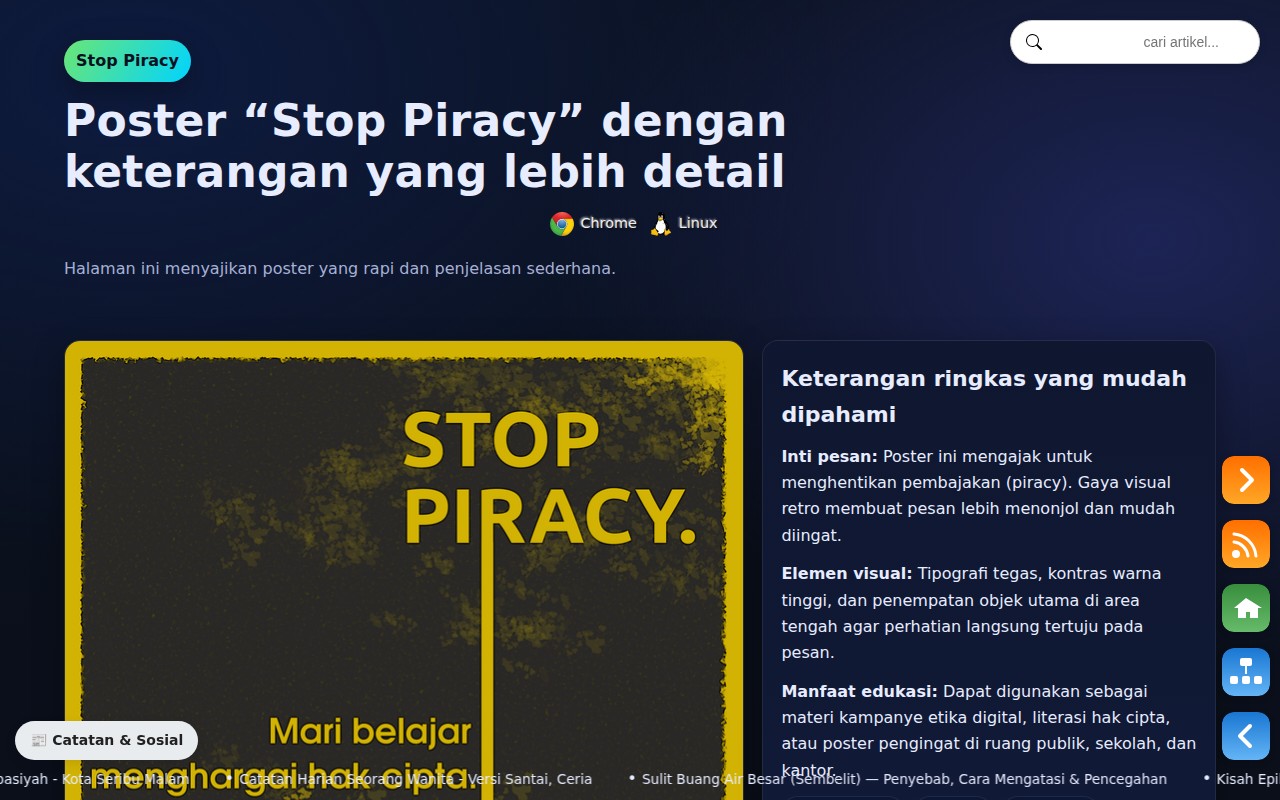 Stop Piracy
cari artikel...
Poster “Stop Piracy” dengan
keterangan yang lebih detail
Chrome Linux
Halaman ini menyajikan poster yang rapi dan penjelasan sederhana.
STOP
PIRACY.
Mari belajar
menghargai hak cipta.
Keterangan ringkas yang mudah
dipahami
Inti pesan: Poster ini mengajak untuk
menghentikan pembajakan (piracy). Gaya visual
retro membuat pesan lebih menonjol dan mudah
diingat.
Elemen visual: Tipografi tegas, kontras warna
tinggi, dan penempatan objek utama di area
tengah agar perhatian langsung tertuju pada
pesan.
Manfaat edukasi: Dapat digunakan sebagai
materi kampanye etika digital, literasi hak cipta,
atau poster pengingat di ruang publik, sekolah, dan
kantor.
📰 Catatan & Sosial
pasiyah - Kota Seribu Malam • Catatan Harian Seorang Wanita - Versi Santai, Ceria • Sulit Buang Air Besar (Sembelit) — Penyebab, Cara Mengatasi & Pencegahan • Kisah Epi